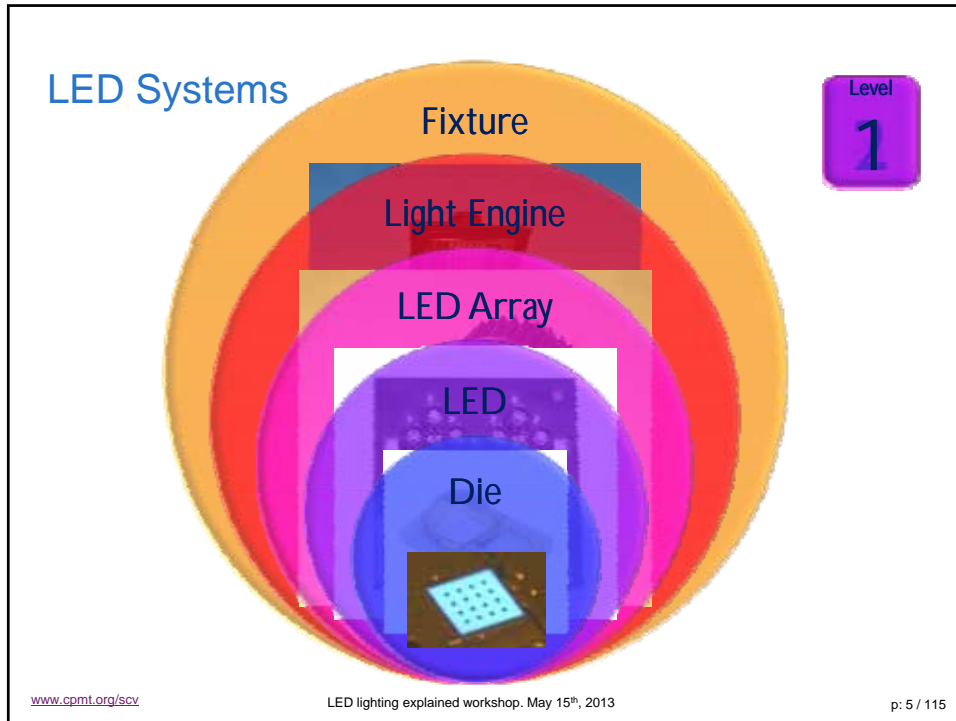 LED Systems
Level
1
Fixture
Light Engine
LED Array
LED
Die
www.cpmt.org/scv
LED lighting explained workshop. May 15th, 2013
p: 5 / 115